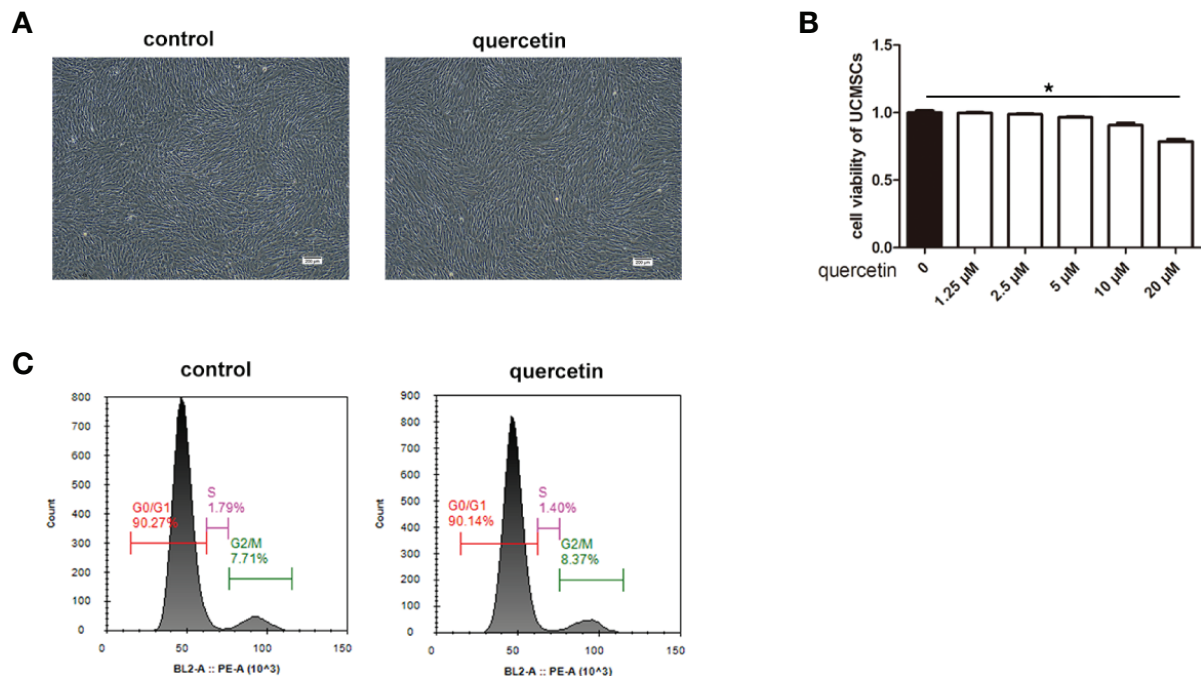 A
control
quercetin
200 μm
200 μm
B
cell viability of UCMSCs
1.5
1.0
0.5
0.0
*
quercetin
0
1.25 μM
2.5 μM
5 μM
10 μM
20 μM
C
control
Count
800
700
600
500
400
300
200
100
0
G0/G1
90.27%
S
1.79%
G2/M
7.71%
0 50 100 150
BL2-A :: PE-A (10^3)
quercetin
Count
900
800
700
600
500
400
300
200
100
0
G0/G1
90.14%
S
1.40%
G2/M
8.37%
0 50 100 150
BL2-A :: PE-A (10^3)